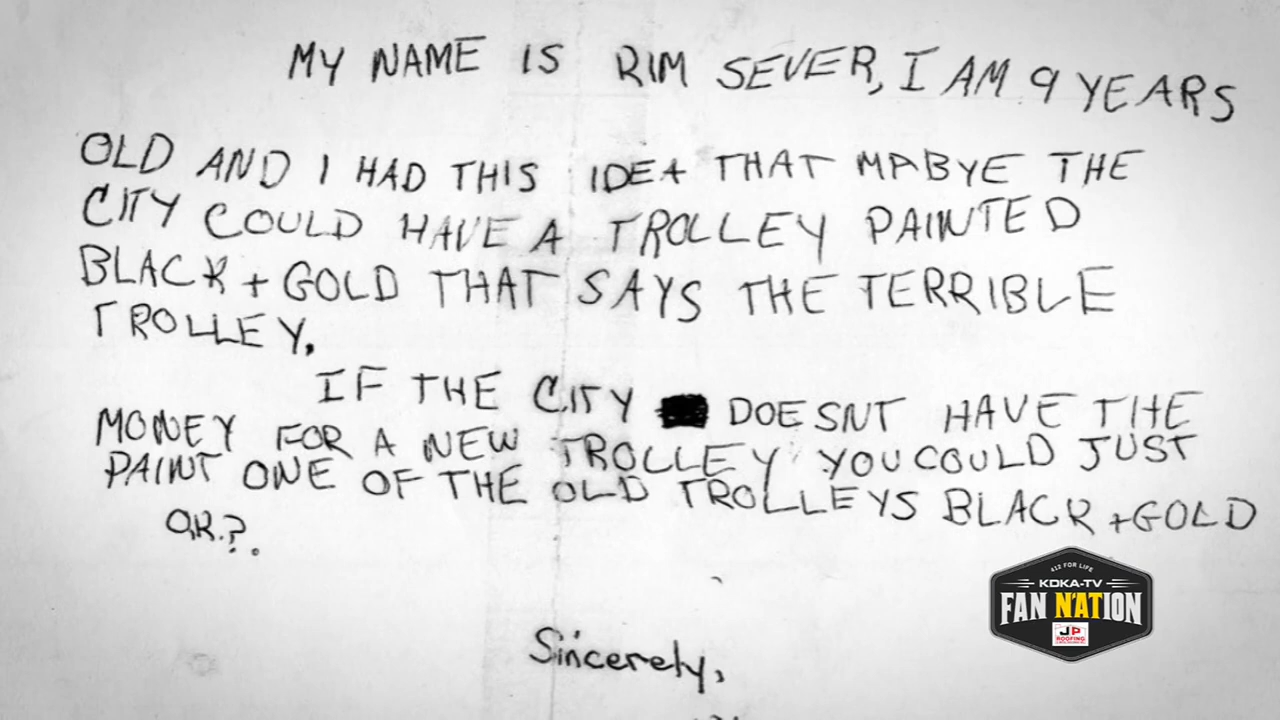 MY NAME IS KIM SEVER, I AM 9 YEARS
OLD AND I HAD THIS IDEA THAT MABYE THE
CITY COULD HAVE A TROLLEY PAINTED
BLACK + GOLD THAT SAYS THE TERRIBLE
TROLLEY.
IF THE CITY DOESNT HAVE THE
MONEY FOR A NEW TROLLEY YOU COULD JUST
PAINT ONE OF THE OLD TROLLEYS BLACK + GOLD
OK?.
Sincerely,
412 FOR LIFE
KDKA-TV
FAN N'ATION
JP
ROOFING